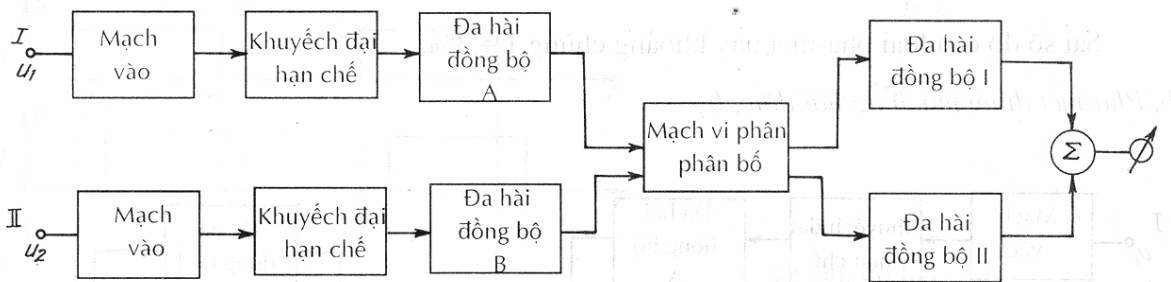 I
u₁
Mạch
vào
Khuyếch đại
hạn chế
Đa hài
đồng bộ
A
Đa hài
đồng bộ I
Mạch vi phân
phân bố
Σ
II
u₂
Mạch
vào
Khuyếch đại
hạn chế
Đa hài
đồng bộ
B
Đa hài
đồng bộ II